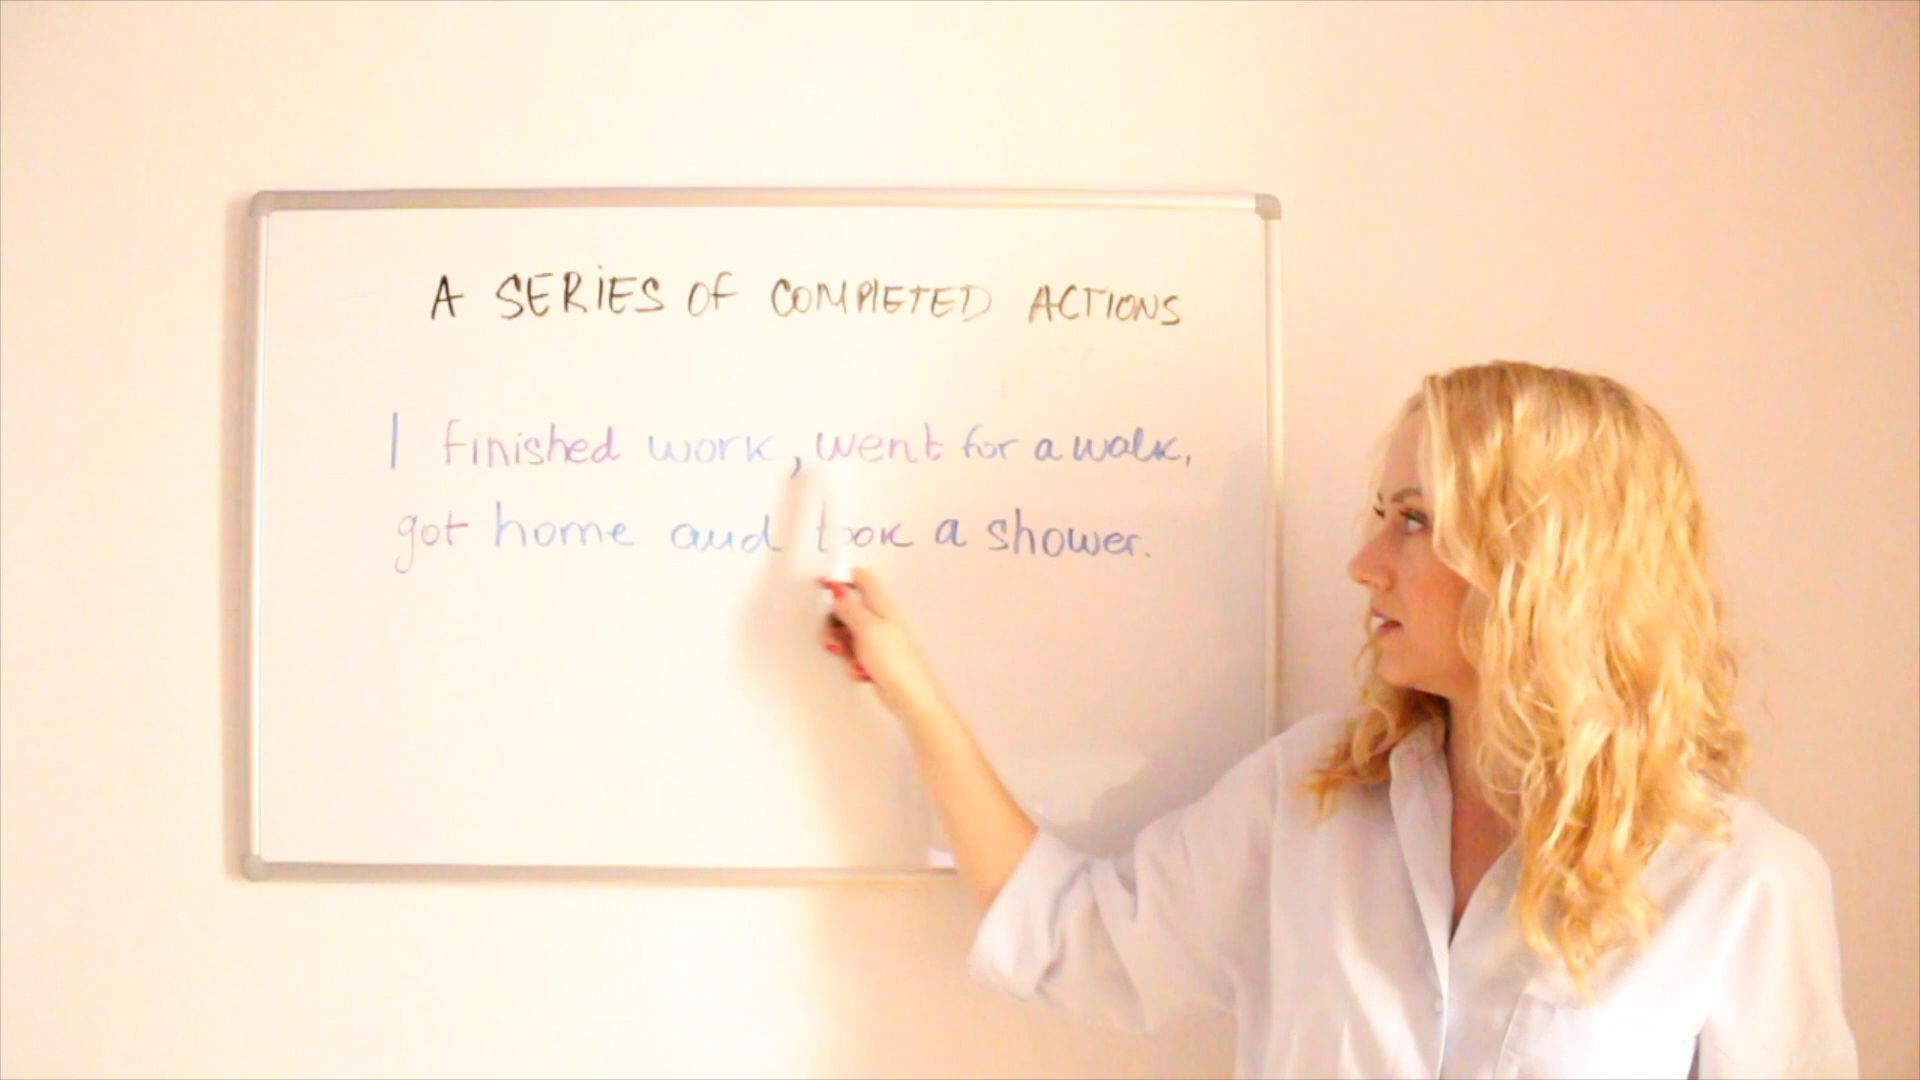 A SERIES OF COMPLETED ACTIONS
I finished work, went for a walk,
got home and took a shower.